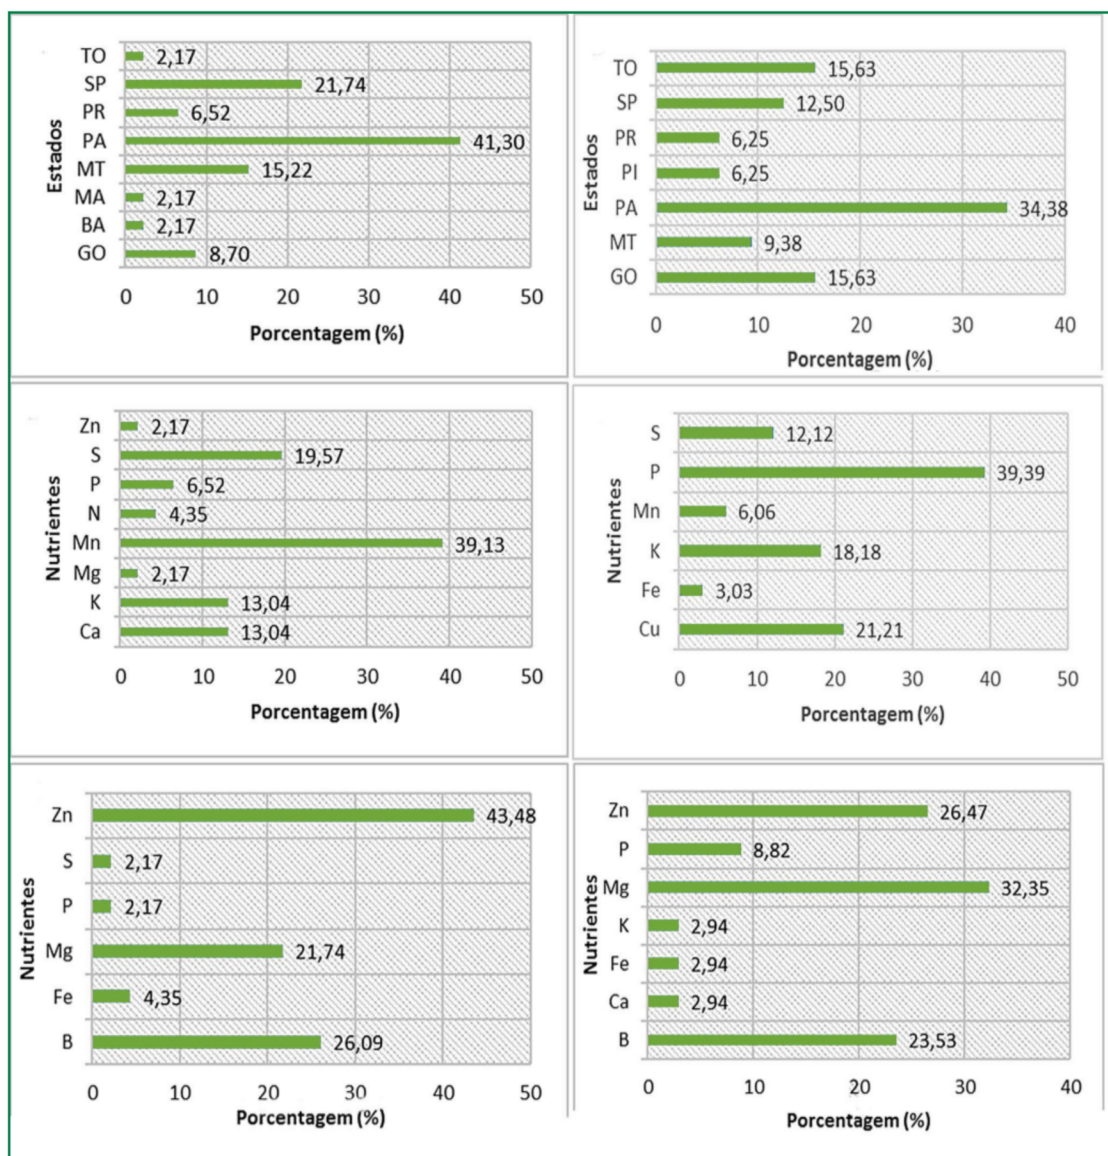 Estados
TO 2,17
SP 21,74
PR 6,52
PA 41,30
MT 15,22
MA 2,17
BA 2,17
GO 8,70
0 10 20 30 40 50
Porcentagem (%)
Estados
TO 15,63
SP 12,50
PR 6,25
PI 6,25
PA 34,38
MT 9,38
GO 15,63
0 10 20 30 40
Porcentagem (%)
Nutrientes
Zn 2,17
S 19,57
P 6,52
N 4,35
Mn 39,13
Mg 2,17
K 13,04
Ca 13,04
0 10 20 30 40 50
Porcentagem (%)
Nutrientes
S 12,12
P 39,39
Mn 6,06
K 18,18
Fe 3,03
Cu 21,21
0 10 20 30 40 50
Porcentagem (%)
Nutrientes
Zn 43,48
S 2,17
P 2,17
Mg 21,74
Fe 4,35
B 26,09
0 10 20 30 40 50
Porcentagem (%)
Nutrientes
Zn 26,47
P 8,82
Mg 32,35
K 2,94
Fe 2,94
Ca 2,94
B 23,53
0 10 20 30 40
Porcentagem (%)